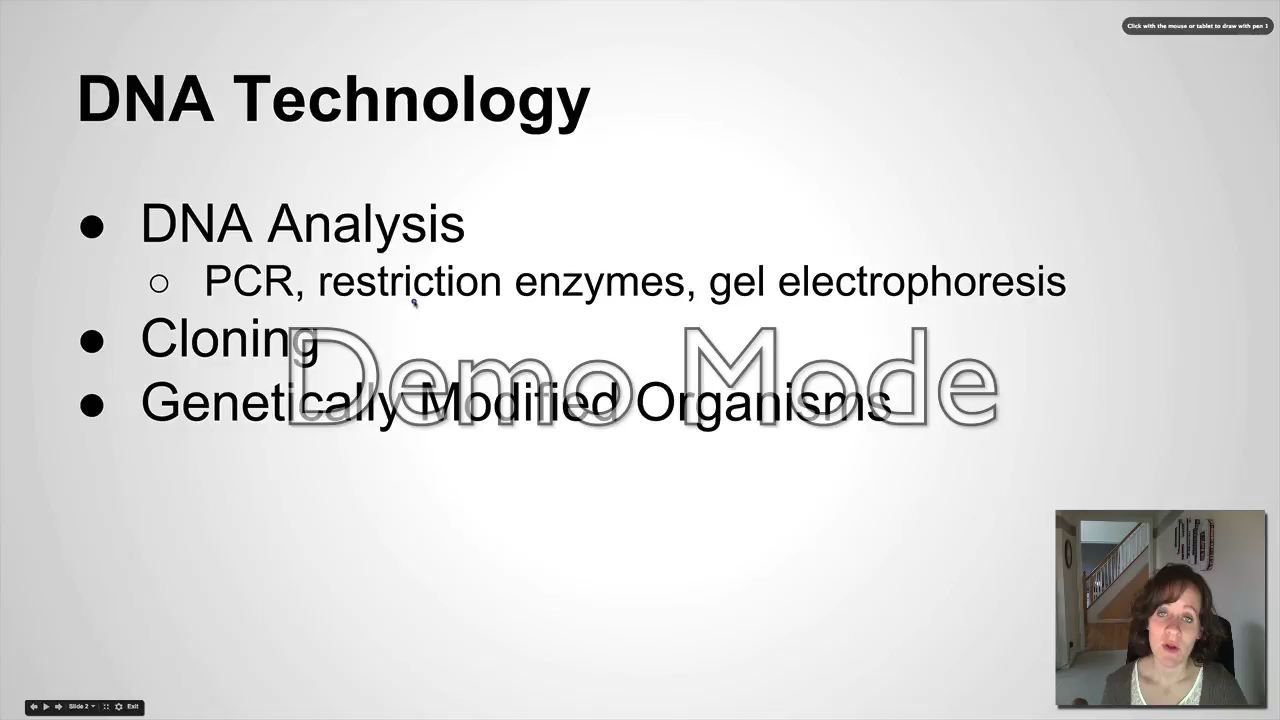 Click with the mouse or tablet to draw with pen 1
DNA Technology
● DNA Analysis
○ PCR, restriction enzymes, gel electrophoresis
● Cloning
Demo Mode
● Genetically Modified Organisms
Slide 2
Exit